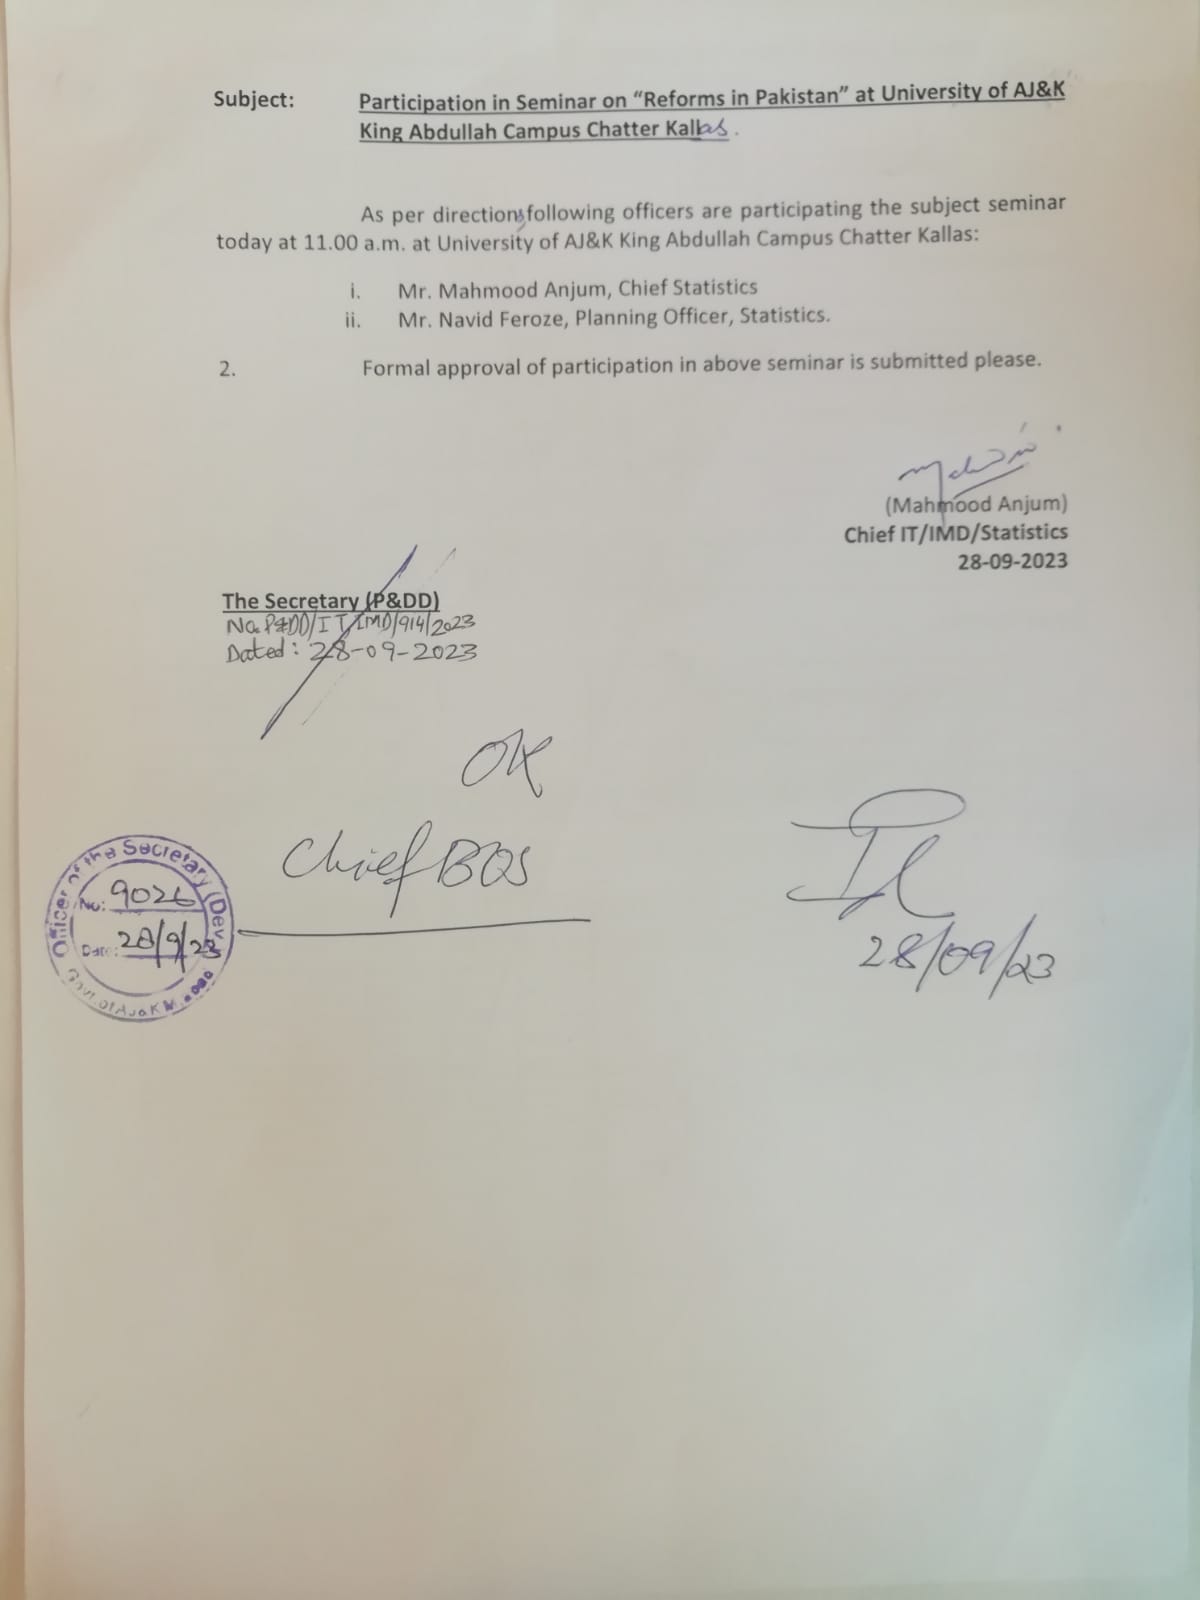 Subject: Participation in Seminar on “Reforms in Pakistan” at University of AJ&K
King Abdullah Campus Chatter Kallas.
As per directions, following officers are participating the subject seminar
today at 11.00 a.m. at University of AJ&K King Abdullah Campus Chatter Kallas:
i. Mr. Mahmood Anjum, Chief Statistics
ii. Mr. Navid Feroze, Planning Officer, Statistics.
2. Formal approval of participation in above seminar is submitted please.
(Mahmood Anjum)
Chief IT/IMD/Statistics
28-09-2023
The Secretary (P&DD)
No. P&DD/IT/IMD/914/2023
Dated: 28-09-2023
OK
Chief BOS
28/09/23
Officer of the Secretary (Dev)
No: 9026
Date: 28/9/23
Govt. of AJ&K